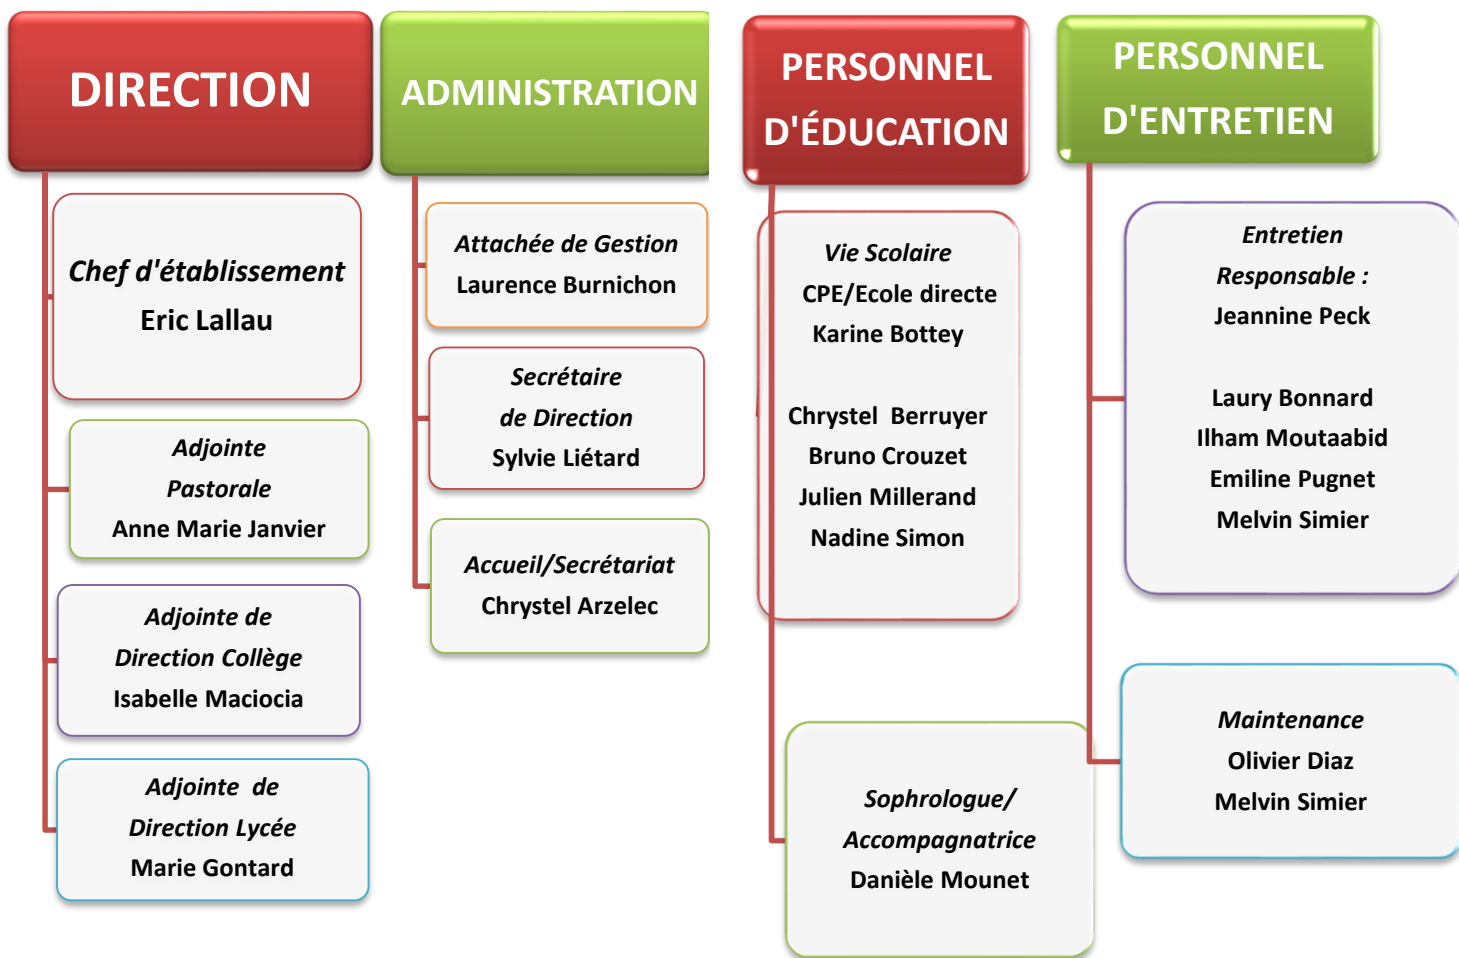 DIRECTION
Chef d'établissement
Eric Lallau
Adjointe
Pastorale
Anne Marie Janvier
Adjointe de
Direction Collège
Isabelle Maciocia
Adjointe de
Direction Lycée
Marie Gontard
ADMINISTRATION
Attachée de Gestion
Laurence Burnichon
Secrétaire
de Direction
Sylvie Liétard
Accueil/Secrétariat
Chrystel Arzelec
PERSONNEL
D'ÉDUCATION
Vie Scolaire
CPE/Ecole directe
Karine Bottey
Chrystel Berruyer
Bruno Crouzet
Julien Millerand
Nadine Simon
Sophrologue/
Accompagnatrice
Danièle Mounet
PERSONNEL
D'ENTRETIEN
Entretien
Responsable :
Jeannine Peck
Laury Bonnard
Ilham Moutaabid
Emiline Pugnet
Melvin Simier
Maintenance
Olivier Diaz
Melvin Simier